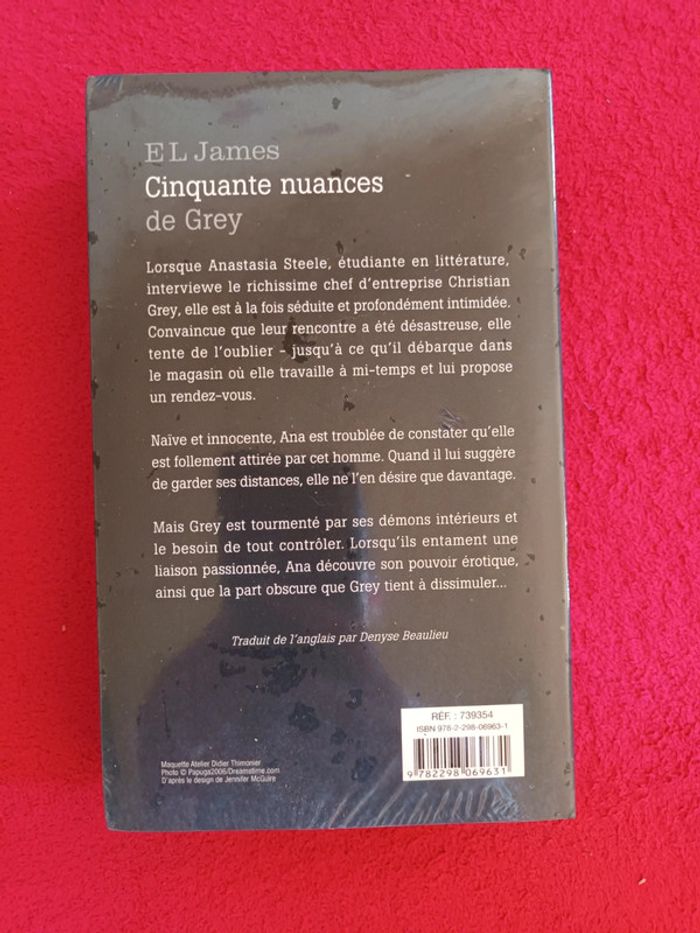 E L James
Cinquante nuances
de Grey
Lorsque Anastasia Steele, étudiante en littérature,
interviewe le richissime chef d'entreprise Christian
Grey, elle est à la fois séduite et profondément intimidée.
Convaincue que leur rencontre a été désastreuse, elle
tente de l'oublier - jusqu'à ce qu'il débarque dans
le magasin où elle travaille à mi-temps et lui propose
un rendez-vous.
Naïve et innocente, Ana est troublée de constater qu'elle
est follement attirée par cet homme. Quand il lui suggère
de garder ses distances, elle ne l'en désire que davantage.
Mais Grey est tourmenté par ses démons intérieurs et
le besoin de tout contrôler. Lorsqu'ils entament une
liaison passionnée, Ana découvre son pouvoir érotique,
ainsi que la part obscure que Grey tient à dissimuler...
Traduit de l'anglais par Denyse Beaulieu
RÉF. : 739354
ISBN 978-2-298-06963-1
9 782298 069631
Maquette Atelier Didier Thimonier
Photo © Papuga2006/Dreamstime.com
D'après le design de Jennifer McGuire